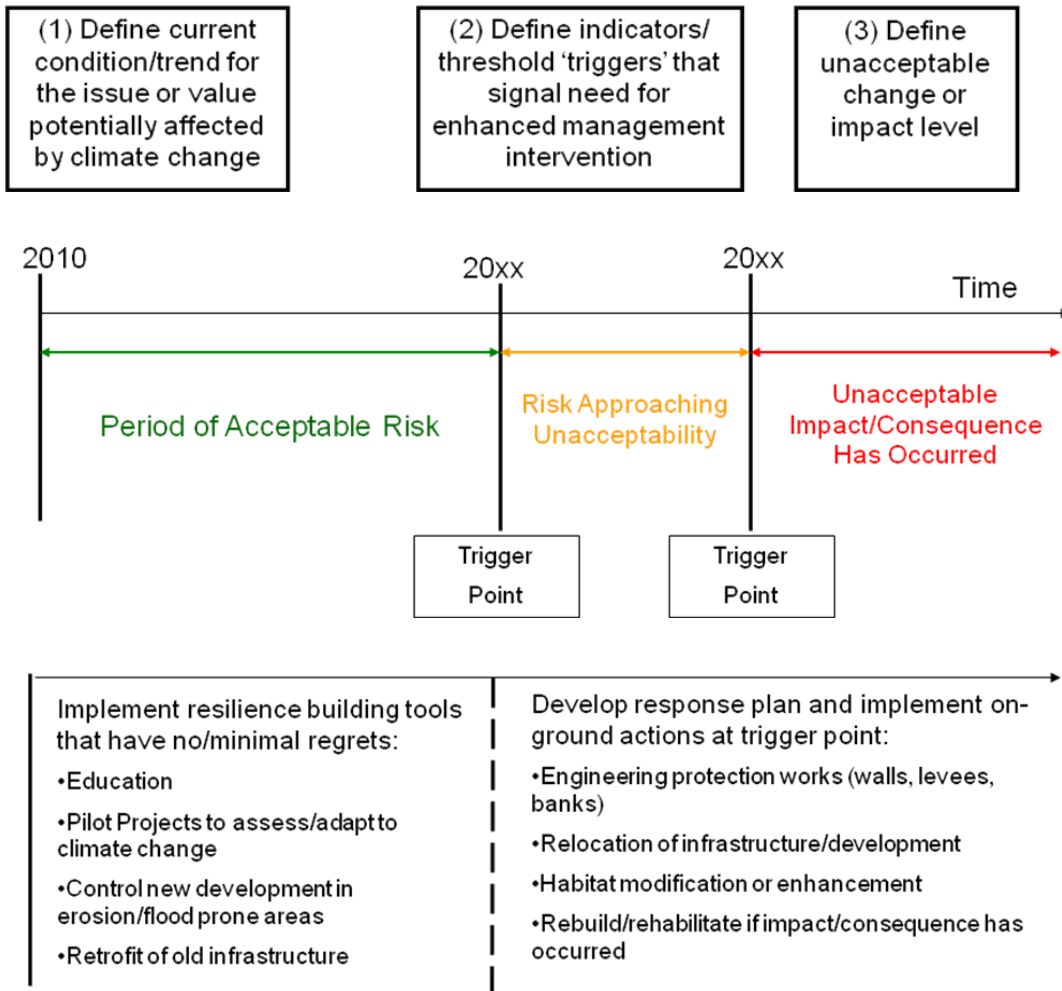 (1) Define current
condition/trend for
the issue or value
potentially affected
by climate change
(2) Define indicators/
threshold ‘triggers’ that
signal need for
enhanced management
intervention
(3) Define
unacceptable
change or
impact level
2010
20xx
20xx
Time
Period of Acceptable Risk
Risk Approaching
Unacceptability
Unacceptable
Impact/Consequence
Has Occurred
Trigger
Point
Trigger
Point
Implement resilience building tools
that have no/minimal regrets:
•Education
•Pilot Projects to assess/adapt to
climate change
•Control new development in
erosion/flood prone areas
•Retrofit of old infrastructure
Develop response plan and implement on-
ground actions at trigger point:
•Engineering protection works (walls, levees,
banks)
•Relocation of infrastructure/development
•Habitat modification or enhancement
•Rebuild/rehabilitate if impact/consequence has
occurred